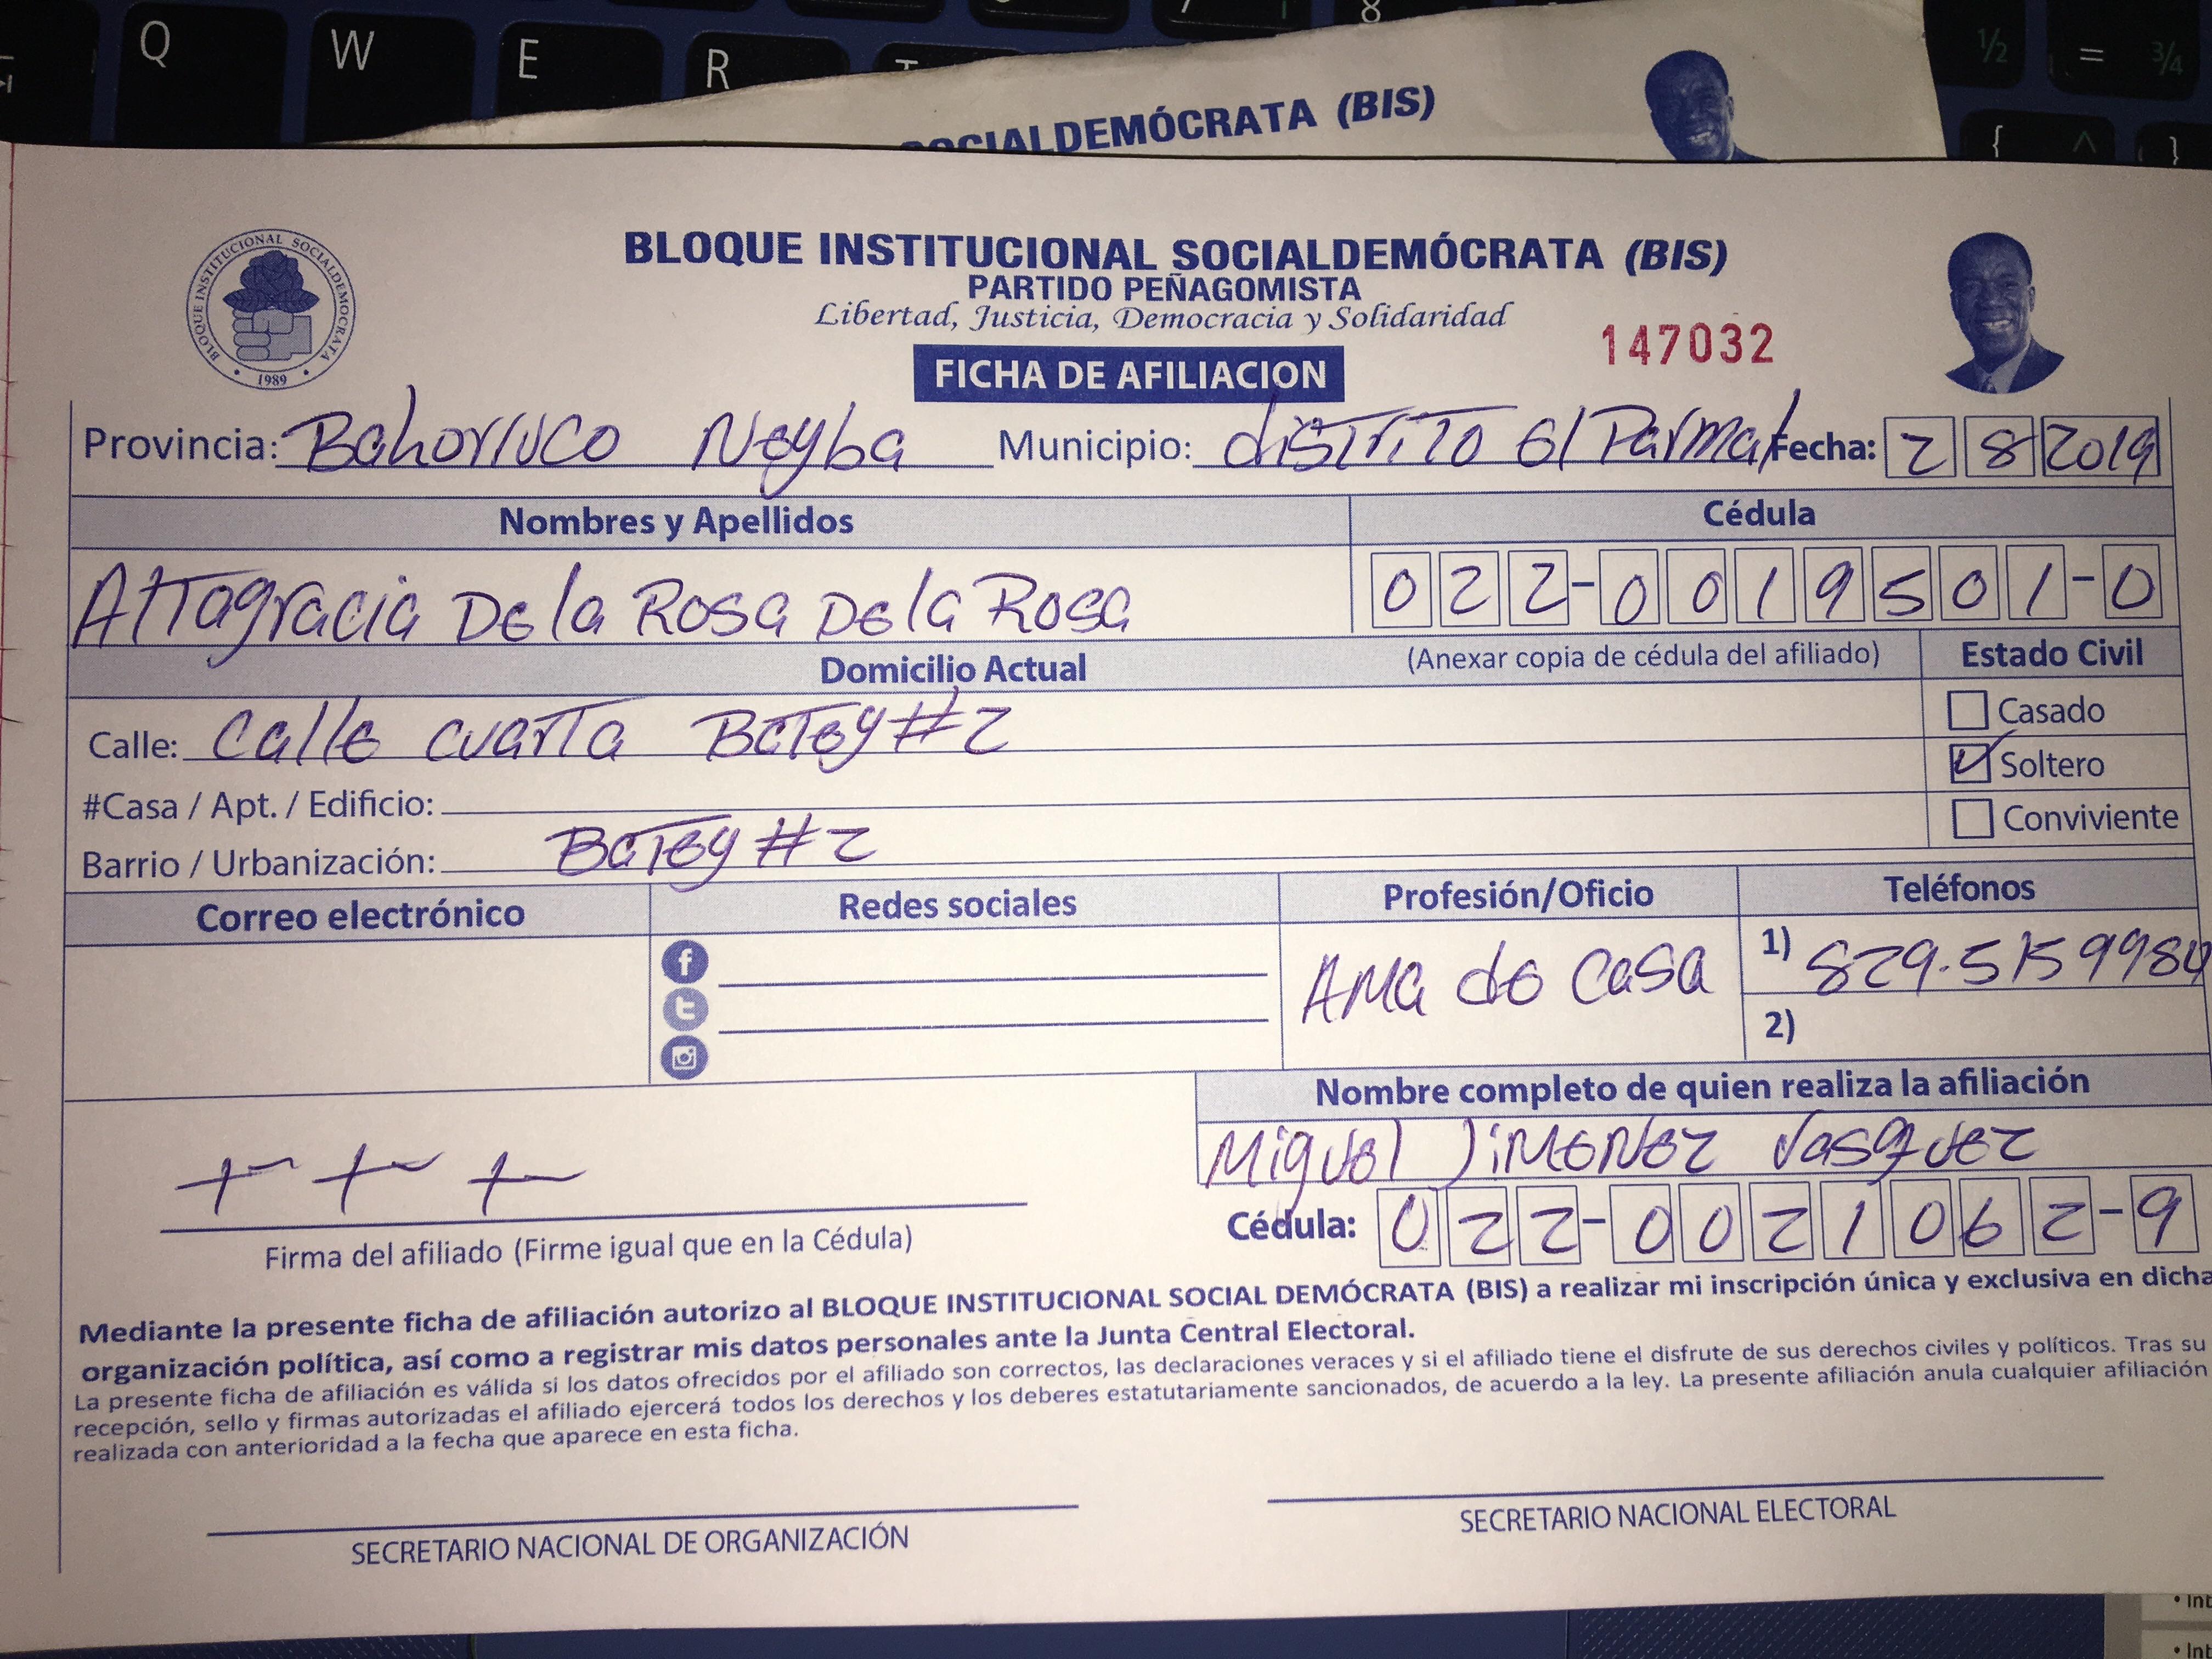 Q W E R
SOCIALDEMÓCRATA (BIS)
BLOQUE INSTITUCIONAL SOCIALDEMOCRATA
1989
BLOQUE INSTITUCIONAL SOCIALDEMÓCRATA (BIS)
PARTIDO PEÑAGOMISTA
Libertad, Justicia, Democracia y Solidaridad
147032
FICHA DE AFILIACION
Provincia: Bahorruco Neyba Municipio: distrito El Parmal Fecha: 2 8 2019
Nombres y Apellidos Cédula
Altagracia De la Rosa De la Rosa 022-0019501-0
Domicilio Actual (Anexar copia de cédula del afiliado) Estado Civil
Calle: Calle cuarta Batey #2
Casado
Soltero
Conviviente
#Casa / Apt. / Edificio:
Barrio / Urbanización: Batey #2
Correo electrónico Redes sociales Profesión/Oficio Teléfonos
Ama de Casa
1) 829.5159984
2)
Nombre completo de quien realiza la afiliación
Miguel Jimenez Vasquez
Cédula: 022-0021062-9
+ + +
Firma del afiliado (Firme igual que en la Cédula)
Mediante la presente ficha de afiliación autorizo al BLOQUE INSTITUCIONAL SOCIAL DEMÓCRATA (BIS) a realizar mi inscripción única y exclusiva en dicha
organización política, así como a registrar mis datos personales ante la Junta Central Electoral.
La presente ficha de afiliación es válida si los datos ofrecidos por el afiliado son correctos, las declaraciones veraces y si el afiliado tiene el disfrute de sus derechos civiles y políticos. Tras su
recepción, sello y firmas autorizadas el afiliado ejercerá todos los derechos y los deberes estatutariamente sancionados, de acuerdo a la ley. La presente afiliación anula cualquier afiliación
realizada con anterioridad a la fecha que aparece en esta ficha.
SECRETARIO NACIONAL DE ORGANIZACIÓN
SECRETARIO NACIONAL ELECTORAL